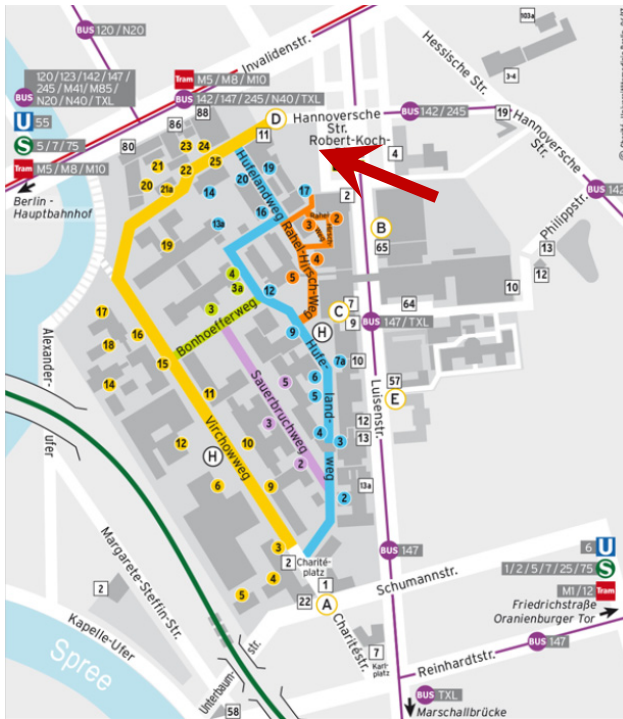 BUS 120 / N20
120/123/142/147/
245/M41/M85/
N20/N40/TXL
BUS
U 55
S 5/7/75
Tram M5/M8/M10
Berlin -
Hauptbahnhof
Tram M5/M8/M10
BUS 142/147/245/N40/TXL
Invalidenstr.
103a
3-4
Hessische Str.
19
Hannoversche
Str.
Hannoversche
Str.
Robert-Koch-
BUS 142/245
BUS 142
Philippstr.
88
86
80
11
D
4
2
B
65
13
12
10
64
7
C
9
BUS 147 / TXL
23
24
21
22
25
20
21a
19
14
20
19
17
16
13a
Hufelandweg
Rahel-
Hirsch-
Weg
Rahel-Hirsch-Weg
3
2
4
5
4
3a
3
12
H
9
Bonhoefferweg
Sauerbruchweg
Hufe-
land-
weg
7a
10
6
5
5
4
3
3
2
2
12
13
13a
57
E
Luisenstr.
17
16
18
15
14
11
12
10
H
6
9
Virchowweg
3
4
5
2
Charité-
platz
1
22
A
Alexander-
ufer
Margarete-Steffin-Str.
2
Kapelle-Ufer
Spree
Unterbaum-
str.
58
Charitéstr.
Schumannstr.
7
Karl-
platz
BUS 147
6 U
1/2/5/7/25/75 S
M1/12 Tram
Friedrichstraße
Oranienburger Tor
Reinhardtstr.
BUS 147
BUS TXL
Marschallbrücke